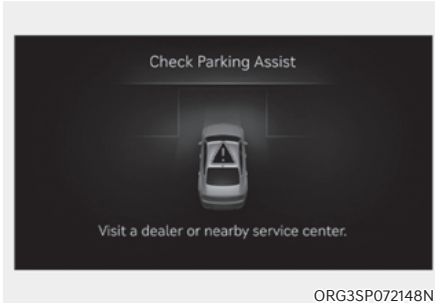 Check Parking Assist
Visit a dealer or nearby service center.
ORG3SP072148N